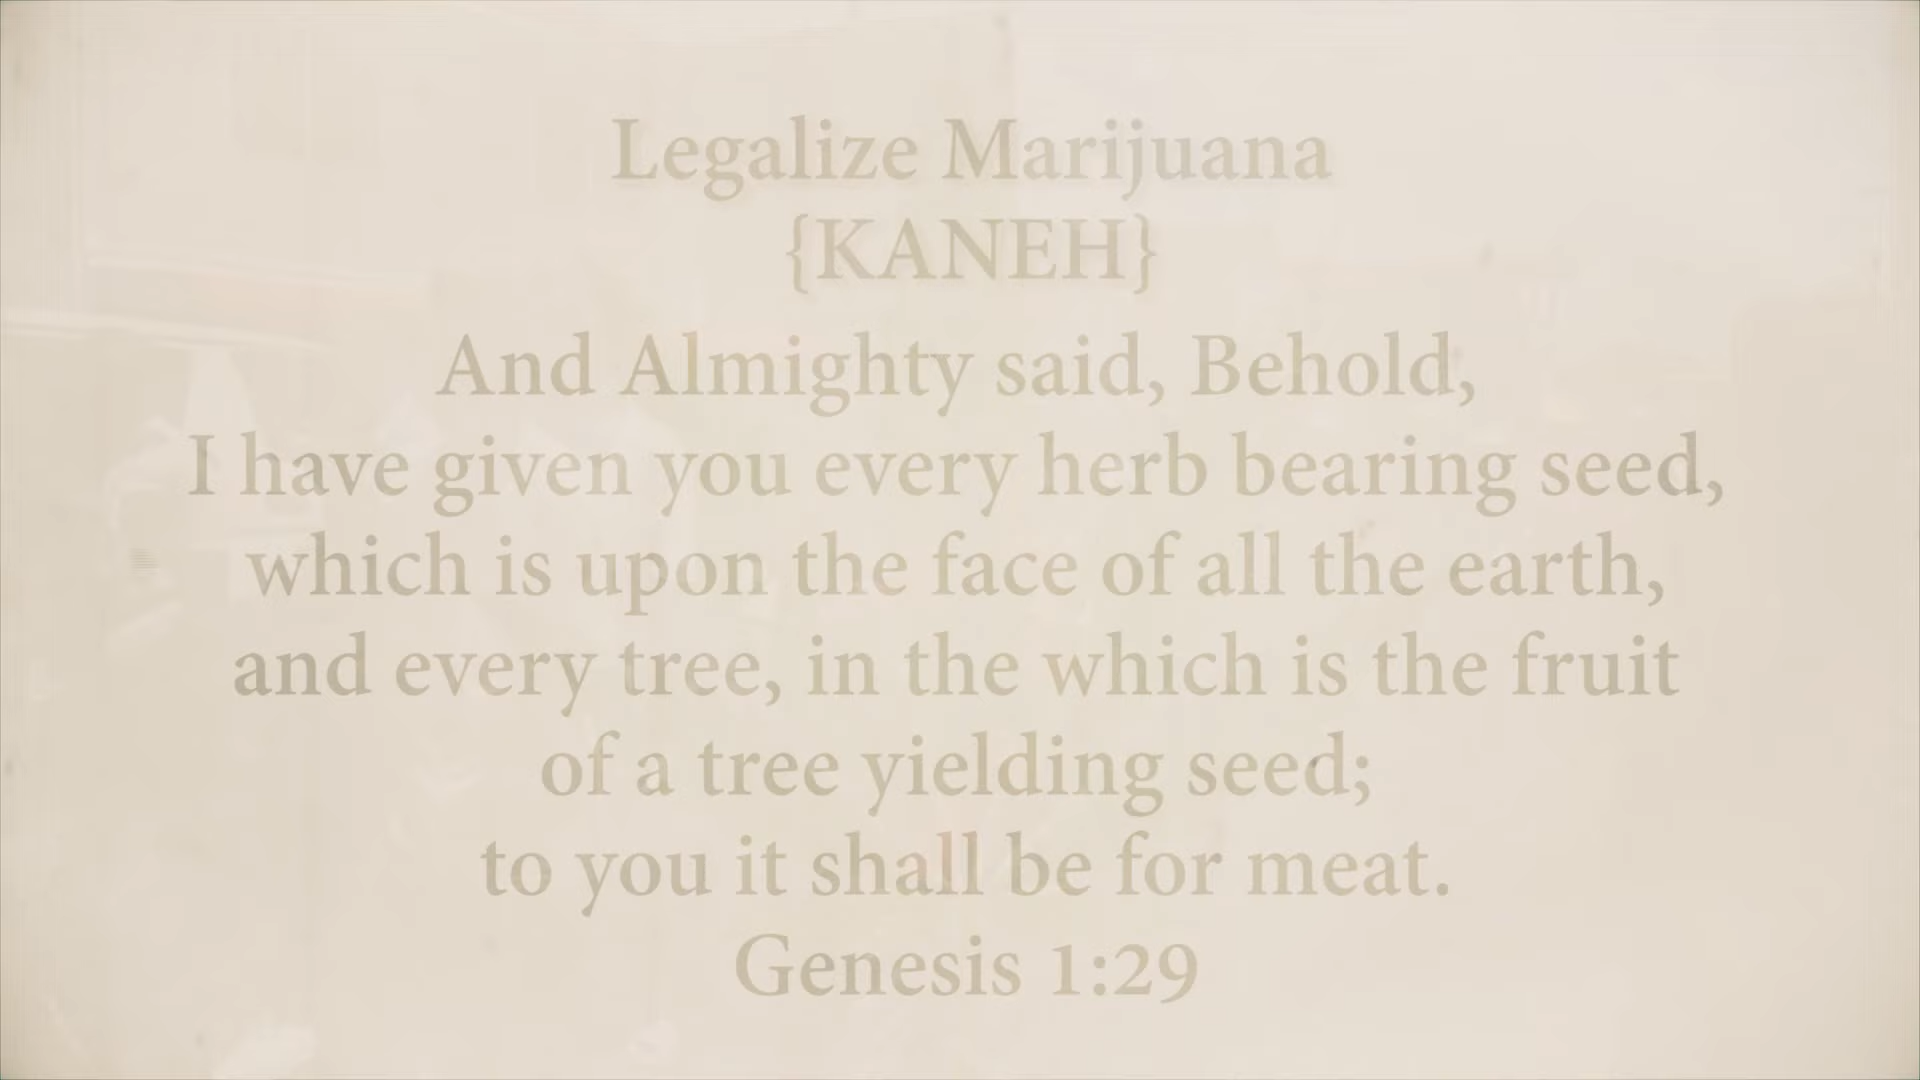 Legalize Marijuana
{KANEH}
And Almighty said, Behold,
I have given you every herb bearing seed,
which is upon the face of all the earth,
and every tree, in the which is the fruit
of a tree yielding seed;
to you it shall be for meat.
Genesis 1:29